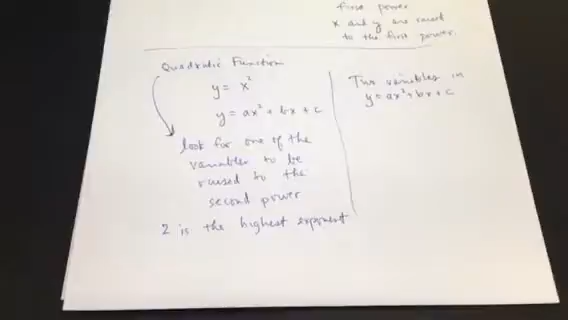 first power
x and y are raised
to the first power.
Quadratic Function
y = x²
y = ax² + bx + c
look for one of the
variables to be
raised to the
second power
2 is the highest exponent
Two variables in
y = ax² + bx + c